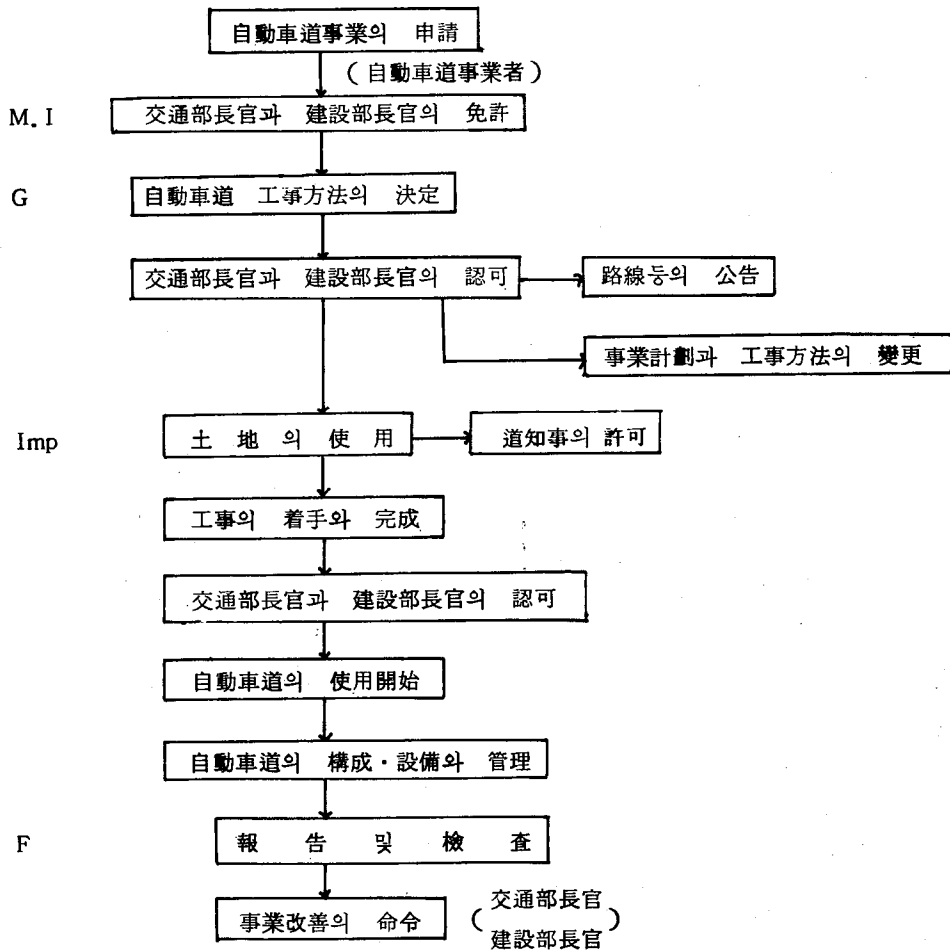 自動車道事業의 申請
(自動車道事業者)
M.I 交通部長官과 建設部長官의 免許
G 自動車道 工事方法의 決定
交通部長官과 建設部長官의 認可 路線등의 公告
事業計劃과 工事方法의 變更
Imp 土地의 使用 道知事의 許可
工事의 着手와 完成
交通部長官과 建設部長官의 認可
自動車道의 使用開始
自動車道의 構成·設備와 管理
F 報告 및 檢査
事業改善의 命令 (交通部長官
建設部長官)